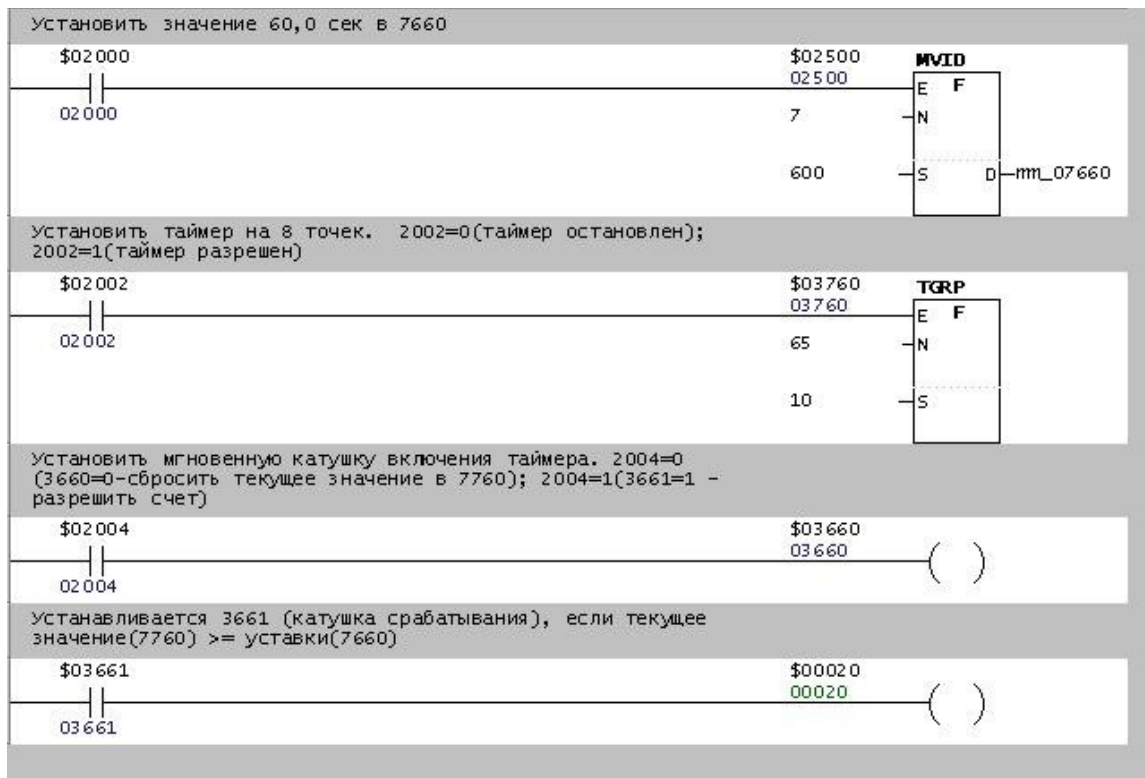 Установить значение 60,0 сек в 7660
$02000 $02500 MVID
02500
E F
02000 7 N
600 S D mm_07660
Установить таймер на 8 точек. 2002=0(таймер остановлен);
2002=1(таймер разрешен)
$02002 $03760 TGRP
03760
E F
02002 65 N
10 S
Установить мгновенную катушку включения таймера. 2004=0
(3660=0-сбросить текущее значение в 7760); 2004=1(3661=1 -
разрешить счет)
$02004 $03660
03660
( )
02004
Устанавливается 3661 (катушка срабатывания), если текущее
значение(7760) >= уставки(7660)
$03661 $00020
00020
( )
03661